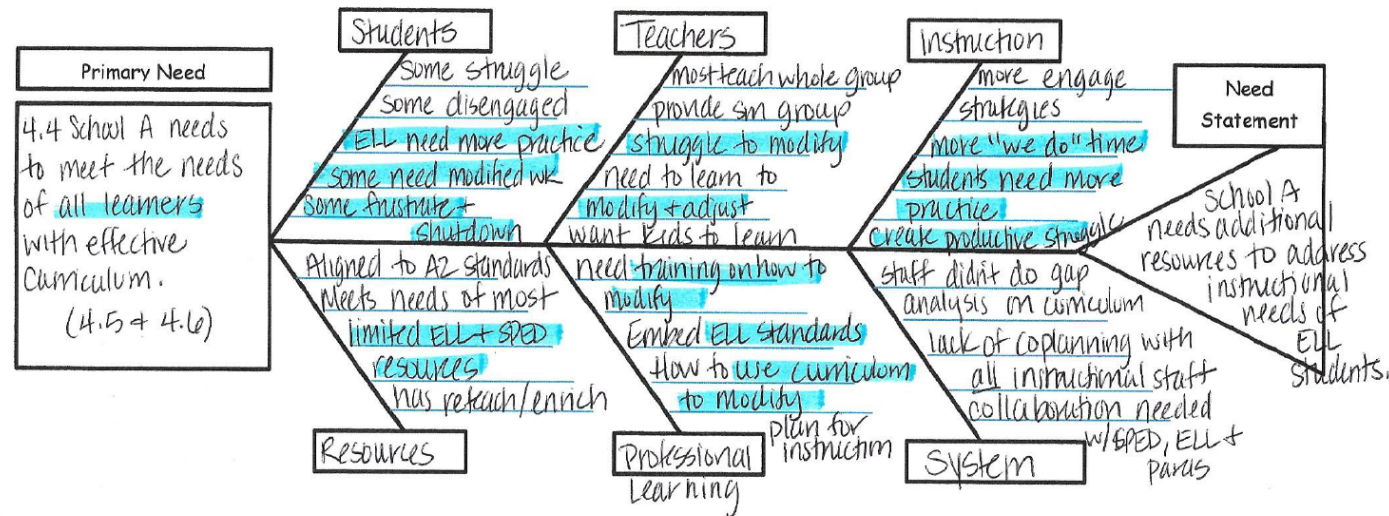 Primary Need
4.4 School A needs
to meet the needs
of all learners
with effective
Curriculum.
(4.5 + 4.6)
Students
Some struggle
Some disengaged
ELL need more practice
some need modified wk
some frustrate +
shutdown
Teachers
most teach whole group
provide sm group
struggle to modify
need to learn to
modify + adjust
want kids to learn
Instruction
more engage
strategies
more "we do" time
students need more
practice
create productive struggle
Need
Statement
School A
needs additional
resources to address
instructional
needs of
ELL
students.
Aligned to AZ standards
Meets needs of most
limited ELL + SPED
resources
has reteach/enrich
Resources
need training on how to
modify
Embed ELL standards
How to use curriculum
to modify
plan for
instruction
Professional
Learning
staff didn't do gap
analysis on curriculum
lack of coplanning with
all instructional staff
collaboration needed
w/SPED, ELL +
paras
System